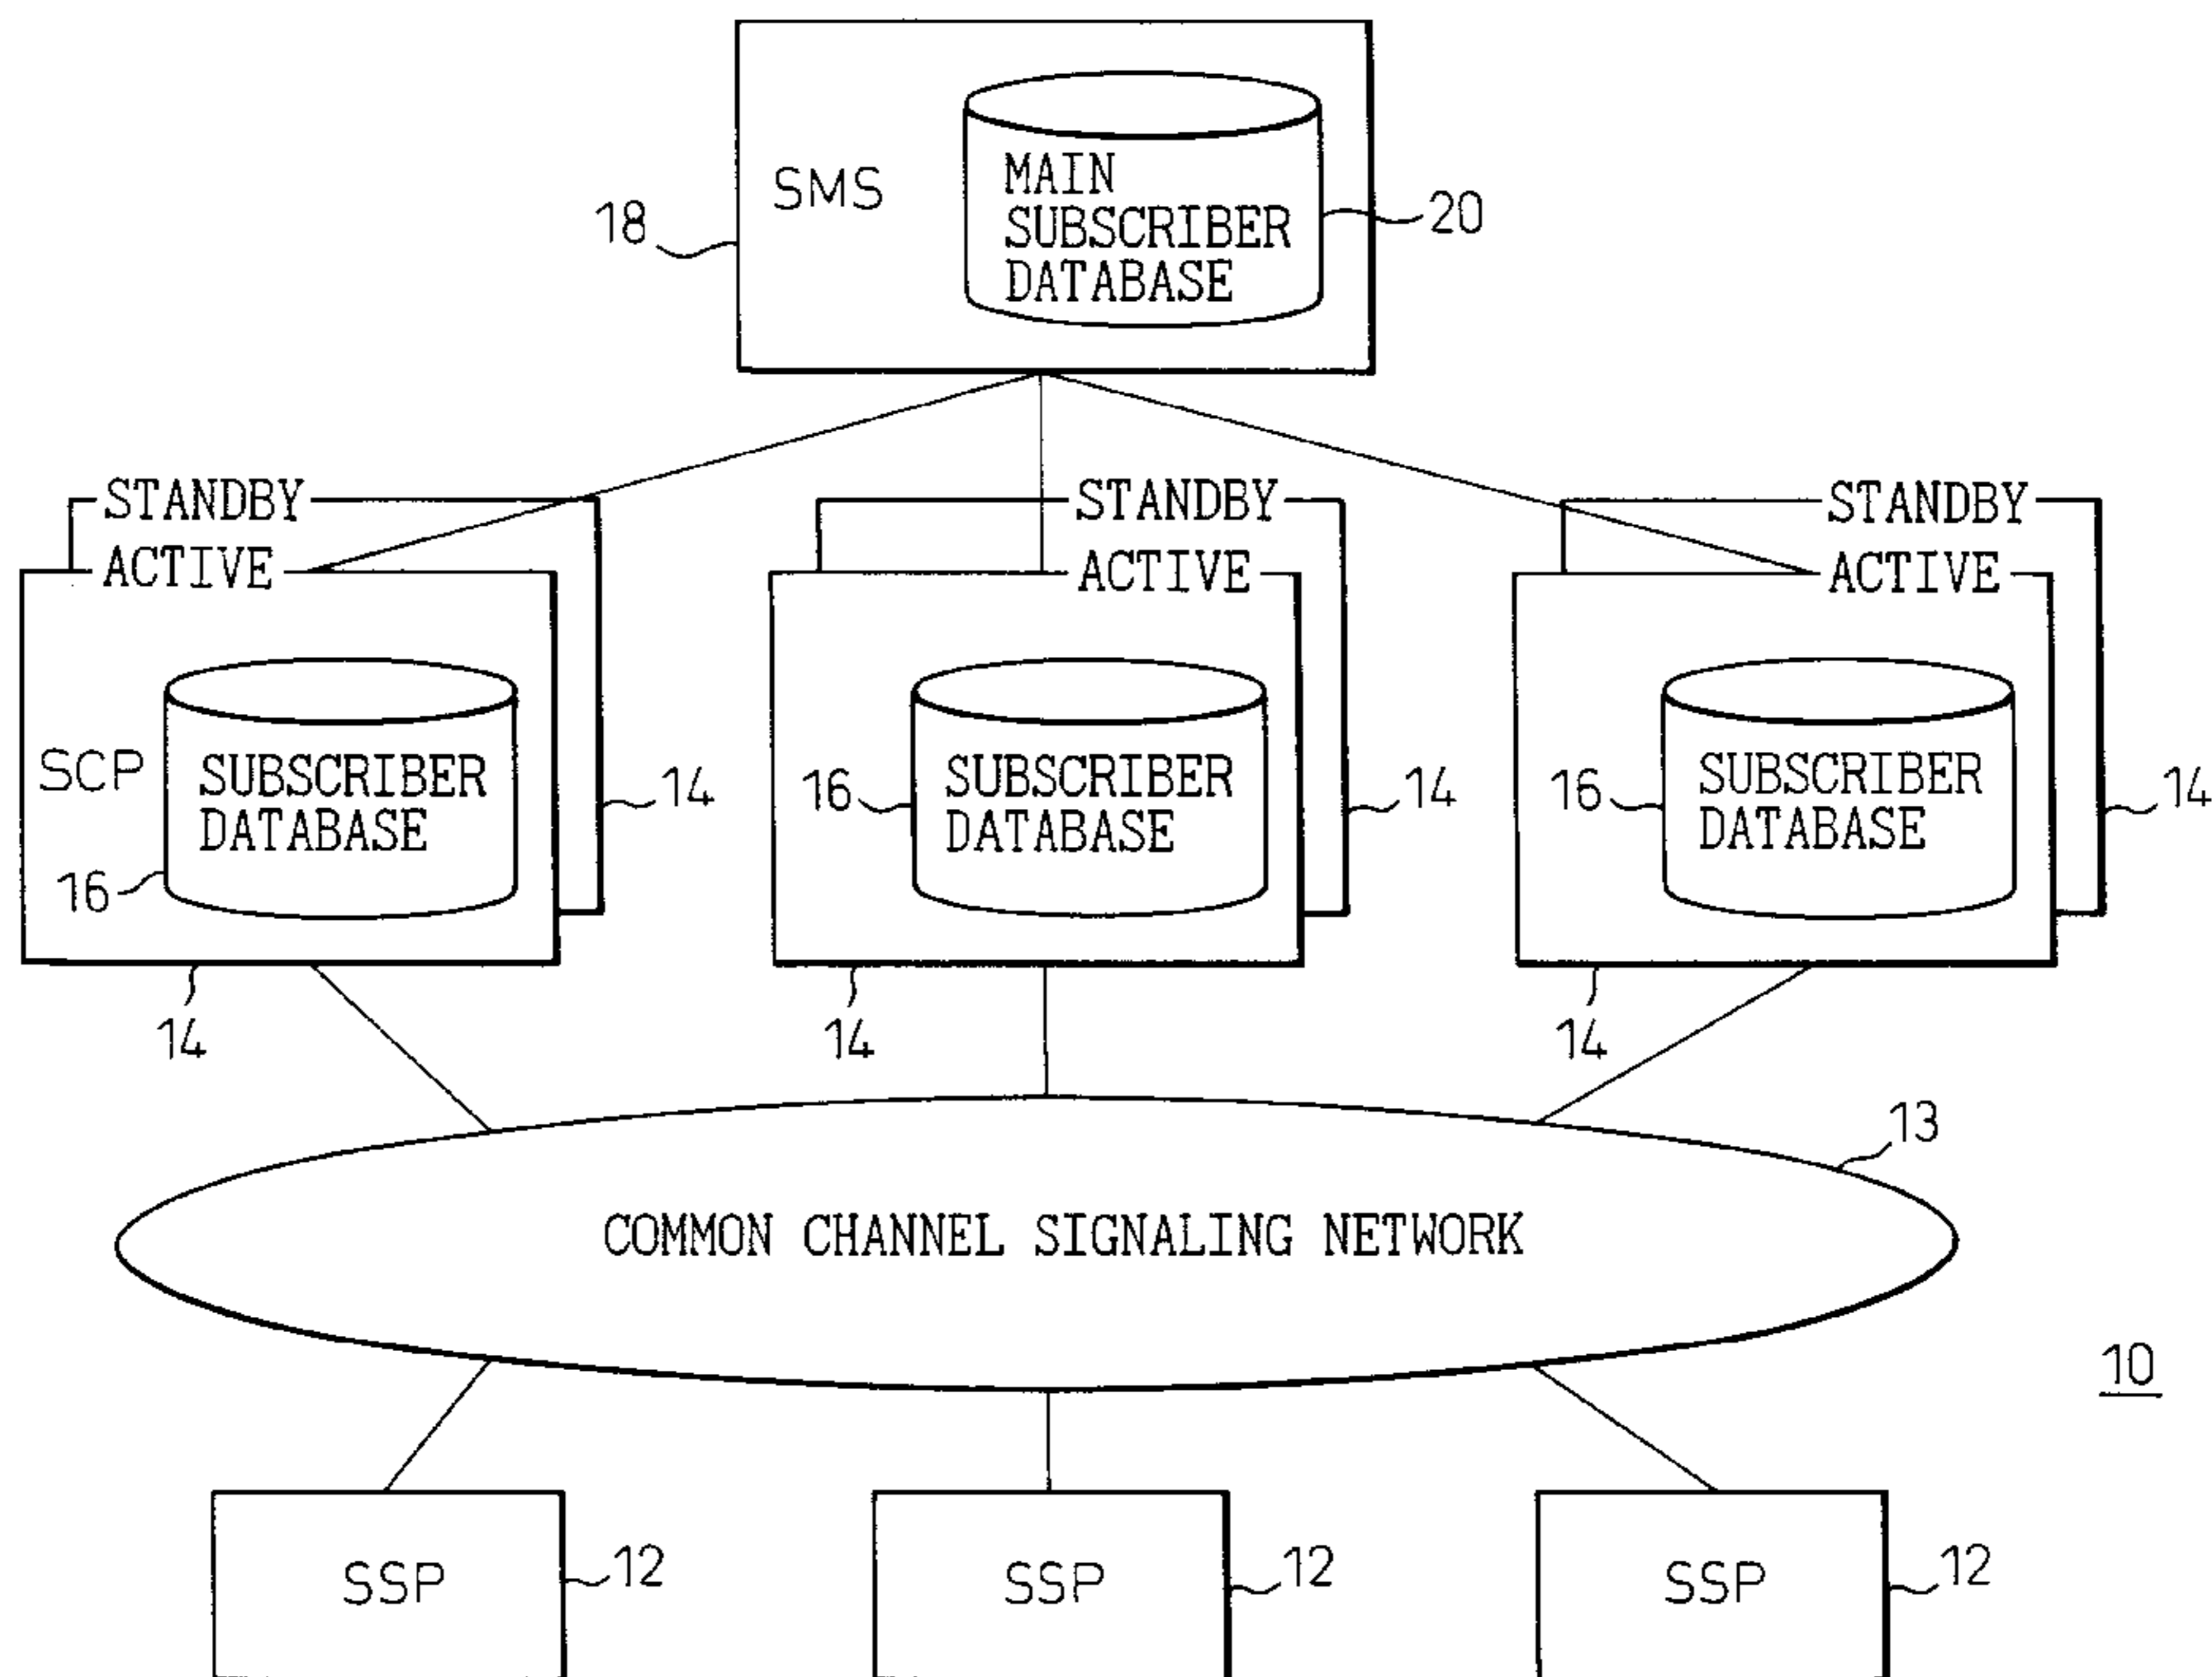 SMS
MAIN
SUBSCRIBER
DATABASE
18
20
STANDBY
ACTIVE
STANDBY
ACTIVE
STANDBY
ACTIVE
SCP
SUBSCRIBER
DATABASE
16
14
14
16
SUBSCRIBER
DATABASE
14
14
16
SUBSCRIBER
DATABASE
14
14
13
COMMON CHANNEL SIGNALING NETWORK
10
SSP
12
SSP
12
SSP
12